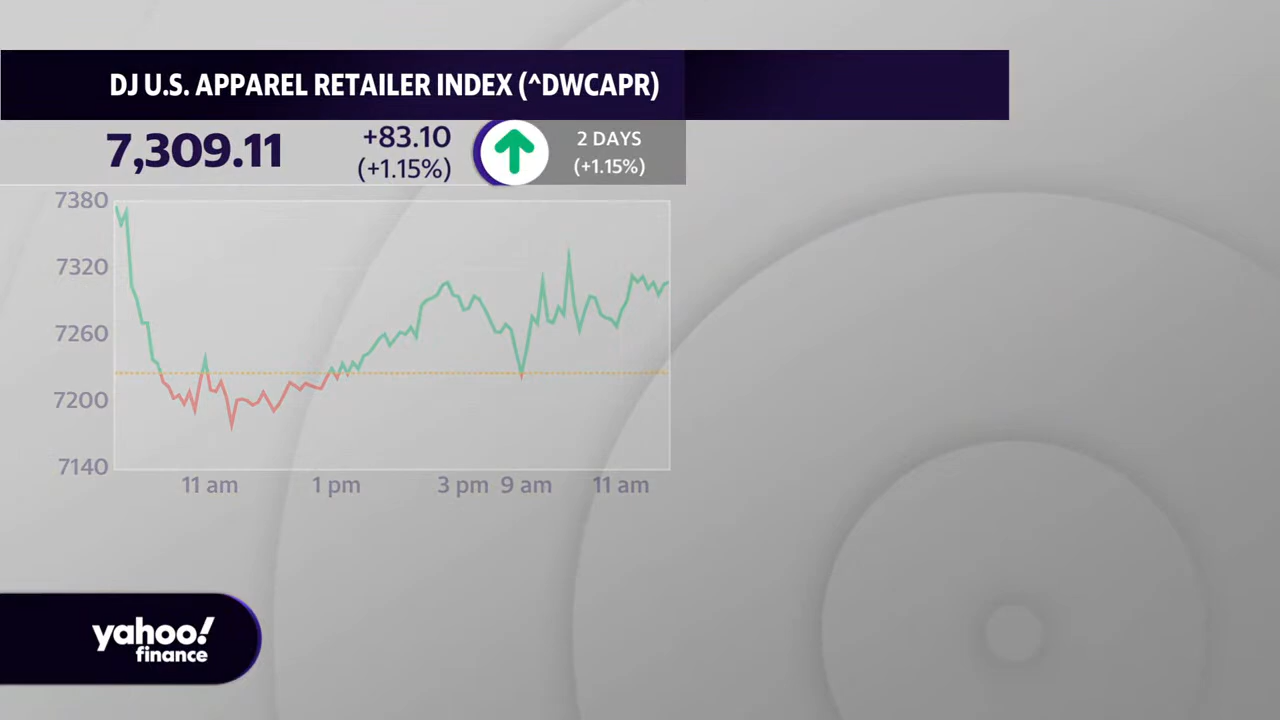 DJ U.S. APPAREL RETAILER INDEX (^DWCAPR)
7,309.11
+83.10
(+1.15%)
2 DAYS
(+1.15%)
7380
7320
7260
7200
7140
11 am 1 pm 3 pm 9 am 11 am
yahoo!
finance